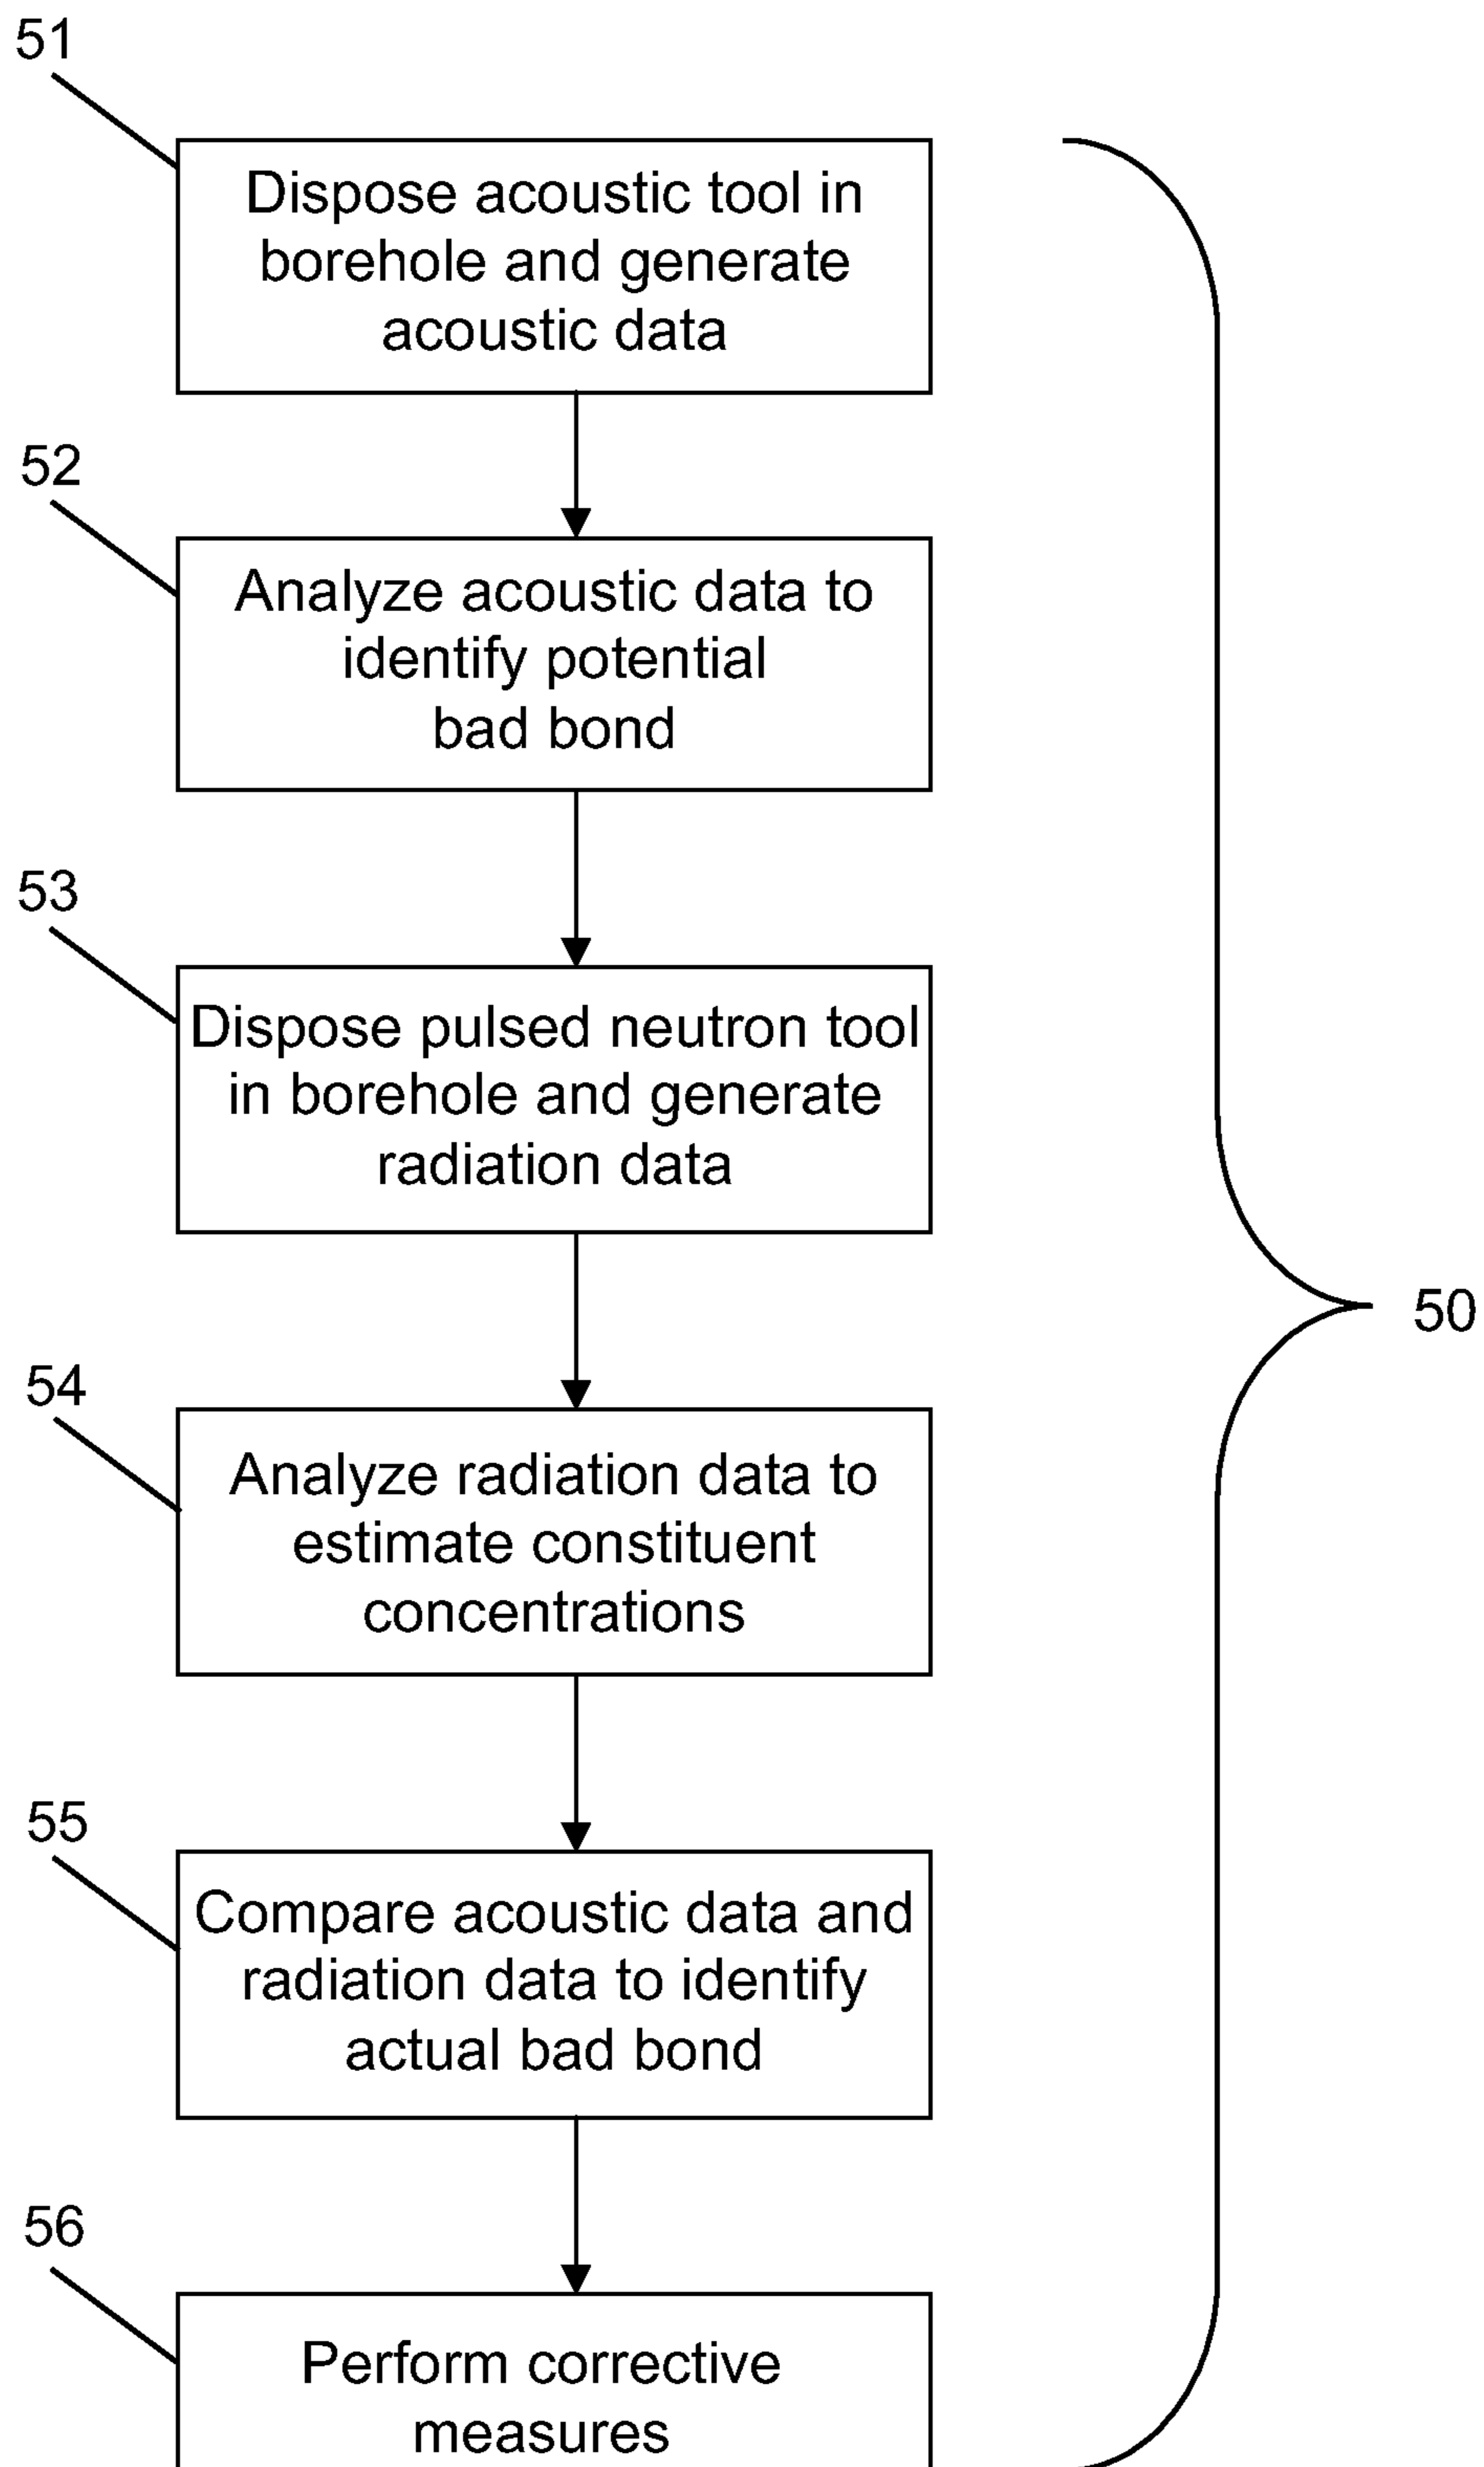 51
Dispose acoustic tool in
borehole and generate
acoustic data
52
Analyze acoustic data to
identify potential
bad bond
53
Dispose pulsed neutron tool
in borehole and generate
radiation data
50
54
Analyze radiation data to
estimate constituent
concentrations
55
Compare acoustic data and
radiation data to identify
actual bad bond
56
Perform corrective
measures